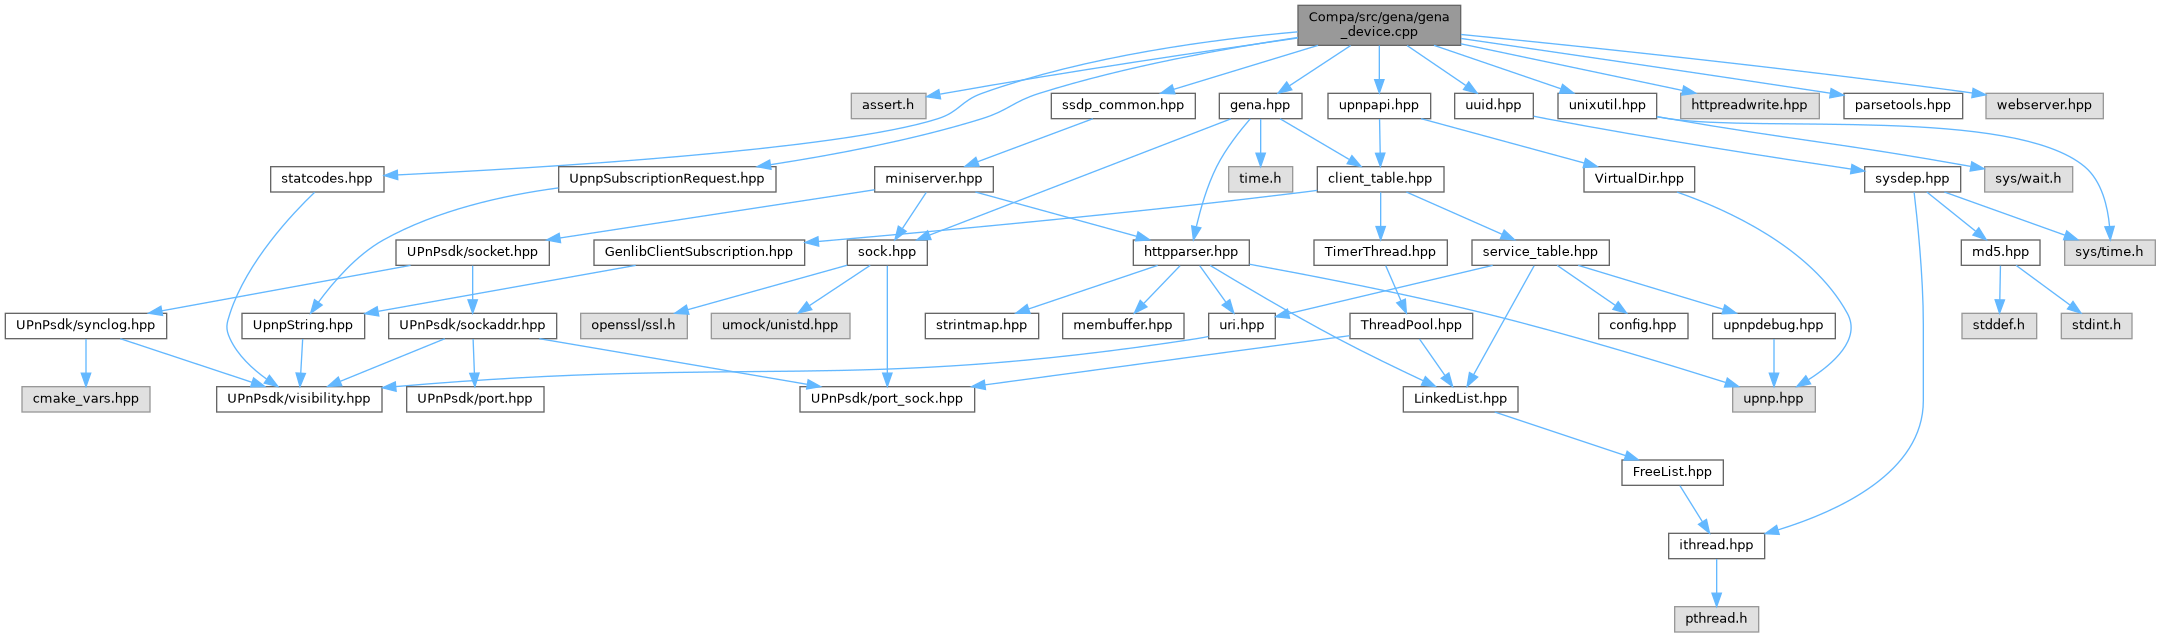 Compa/src/gena/gena
_device.cpp
assert.h
ssdp_common.hpp
gena.hpp
upnpapi.hpp
uuid.hpp
unixutil.hpp
httpreadwrite.hpp
parsetools.hpp
webserver.hpp
statcodes.hpp
UpnpSubscriptionRequest.hpp
miniserver.hpp
time.h
client_table.hpp
VirtualDir.hpp
sysdep.hpp
sys/wait.h
UPnPsdk/socket.hpp
GenlibClientSubscription.hpp
sock.hpp
httpparser.hpp
TimerThread.hpp
service_table.hpp
md5.hpp
sys/time.h
UPnPsdk/synclog.hpp
UpnpString.hpp
UPnPsdk/sockaddr.hpp
openssl/ssl.h
umock/unistd.hpp
strintmap.hpp
membuffer.hpp
uri.hpp
ThreadPool.hpp
config.hpp
upnpdebug.hpp
stddef.h
stdint.h
cmake_vars.hpp
UPnPsdk/visibility.hpp
UPnPsdk/port.hpp
UPnPsdk/port_sock.hpp
LinkedList.hpp
upnp.hpp
FreeList.hpp
ithread.hpp
pthread.h